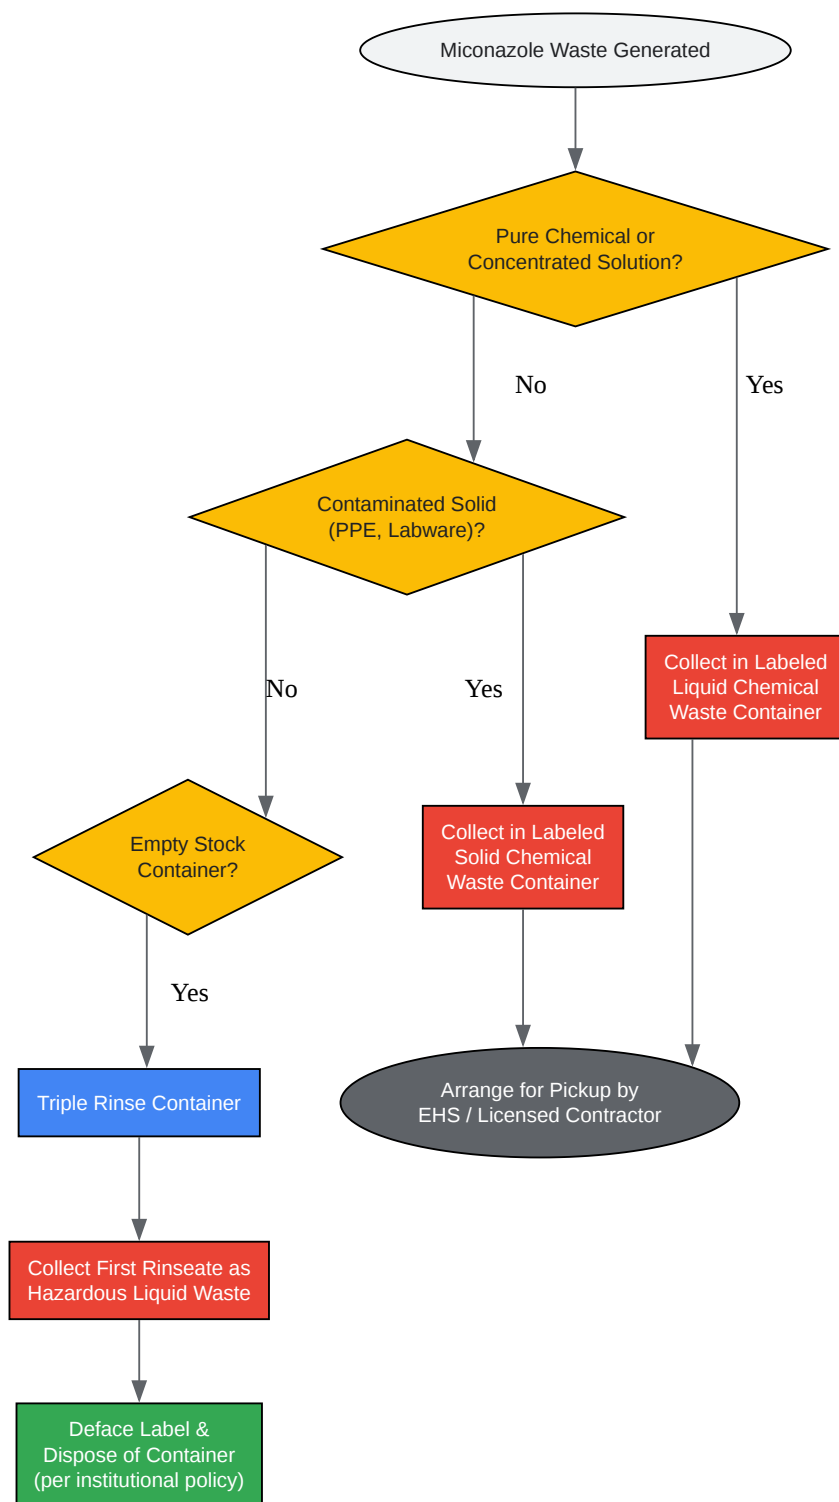 Miconazole Waste Generated
Pure Chemical or
Concentrated Solution?
No
Yes
Contaminated Solid
(PPE, Labware)?
No
Yes
Collect in Labeled
Liquid Chemical
Waste Container
Empty Stock
Container?
Collect in Labeled
Solid Chemical
Waste Container
Yes
Triple Rinse Container
Arrange for Pickup by
EHS / Licensed Contractor
Collect First Rinseate as
Hazardous Liquid Waste
Deface Label &
Dispose of Container
(per institutional policy)